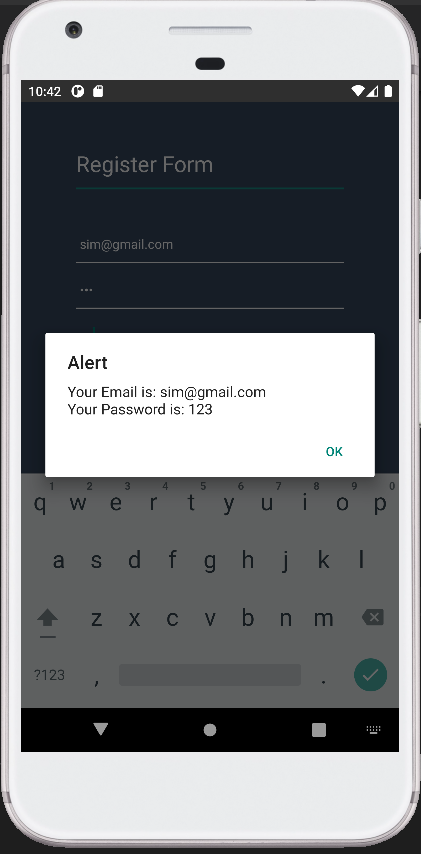 10:42
Register Form
sim@gmail.com
Alert
Your Email is: sim@gmail.com
Your Password is: 123
OK
1 2 3 4 5 6 7 8 9 0
q w e r t y u i o p
a s d f g h j k l
z x c v b n m
?123 , .